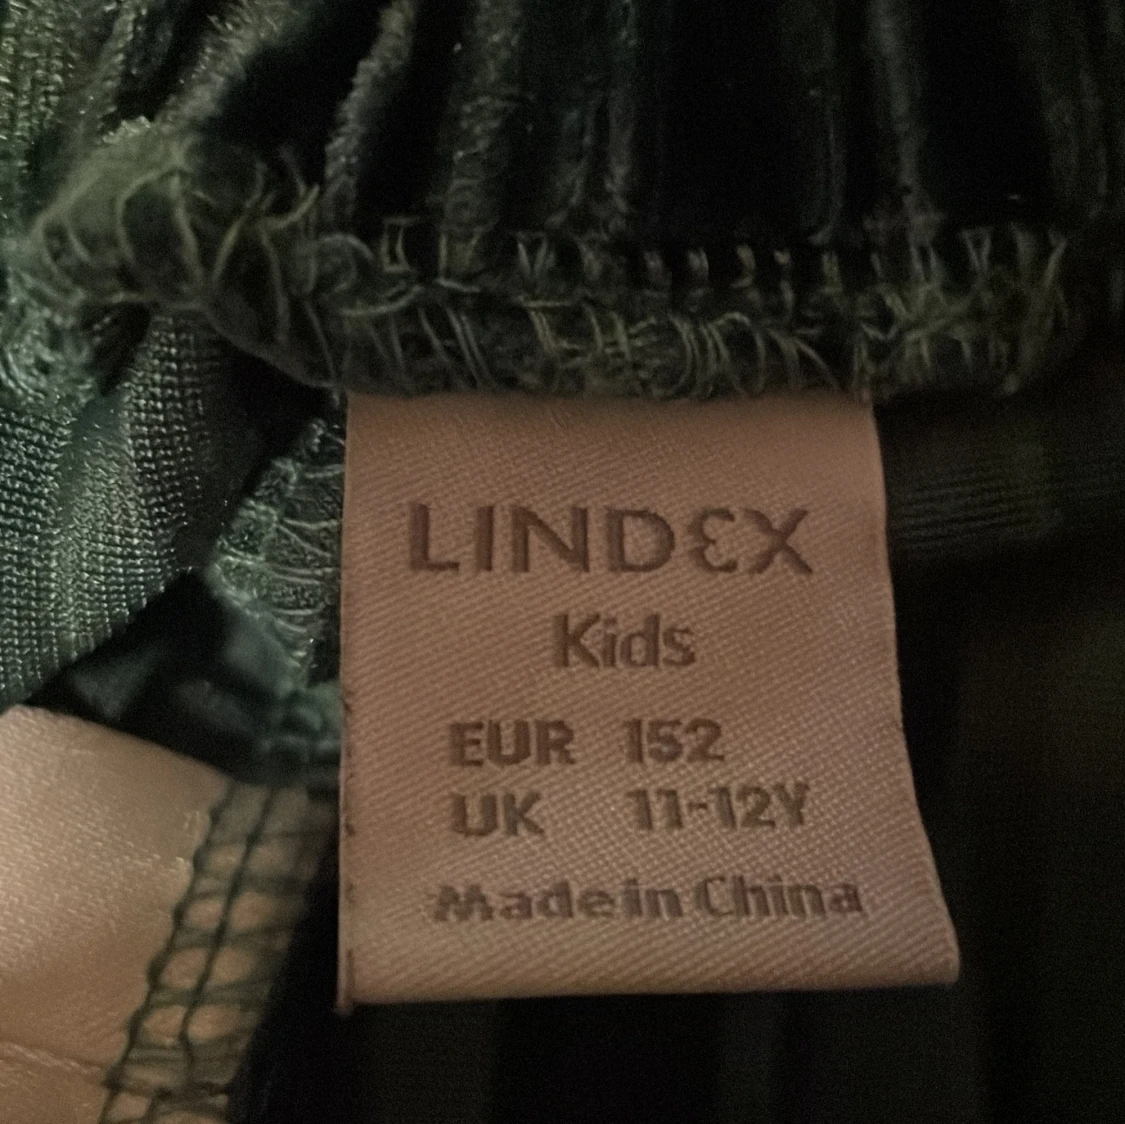 LINDEX
Kids
EUR 152
UK 11-12Y
Made in China